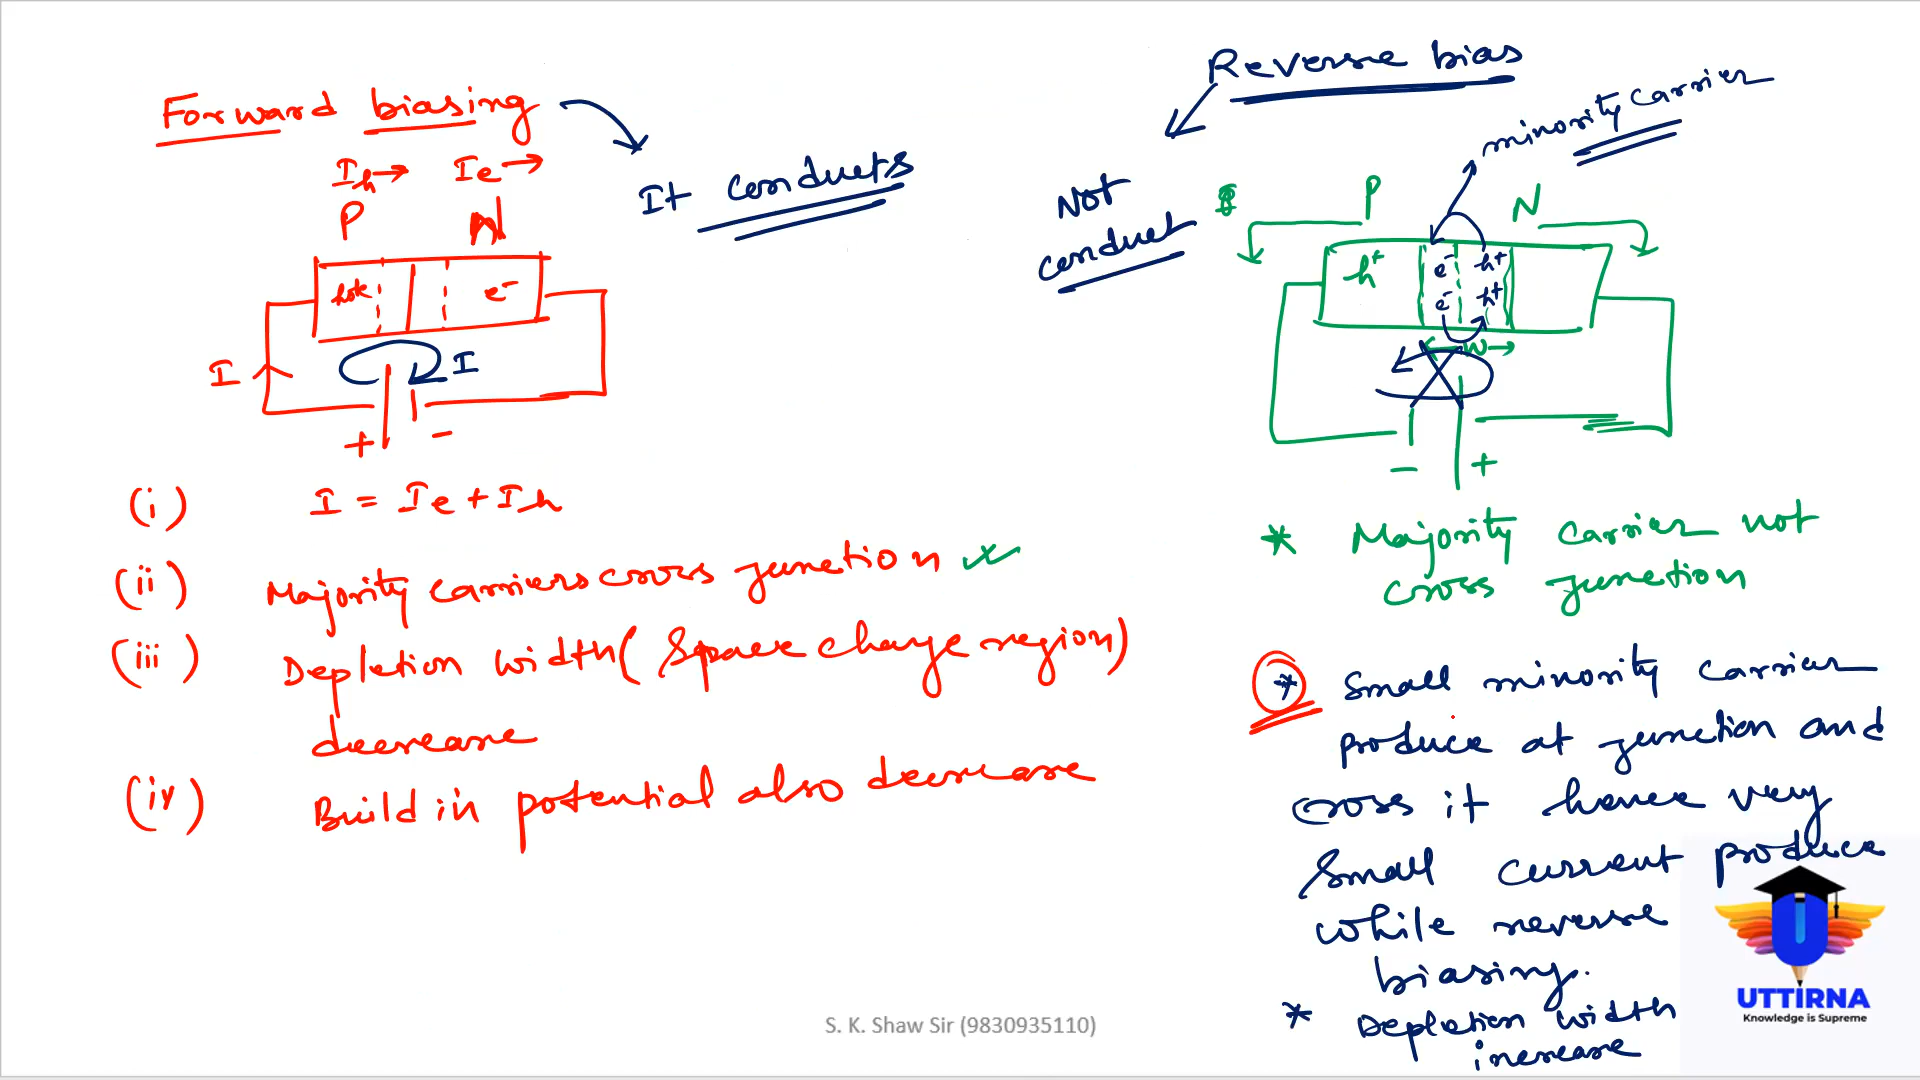 Forward biasing
It conducts
Ih→ Ie→
P N
hole e-
I
I
+ -
(i) I = Ie + Ih
(ii) Majority carriers cross junction
(iii) Depletion width (Space charge region)
decrease
(iv) Build in potential also decrease
Reverse bias
minority carrier
Not
conduct
P N
h+ e- h+
e- h+
W
- +
* Majority carrier not
cross junction
* Small minority carrier
produce at junction and
cross it hence very
small current produce
while reverse
biasing.
* Depletion width
increase
UTTIRNA
Knowledge is Supreme
S. K. Shaw Sir (9830935110)